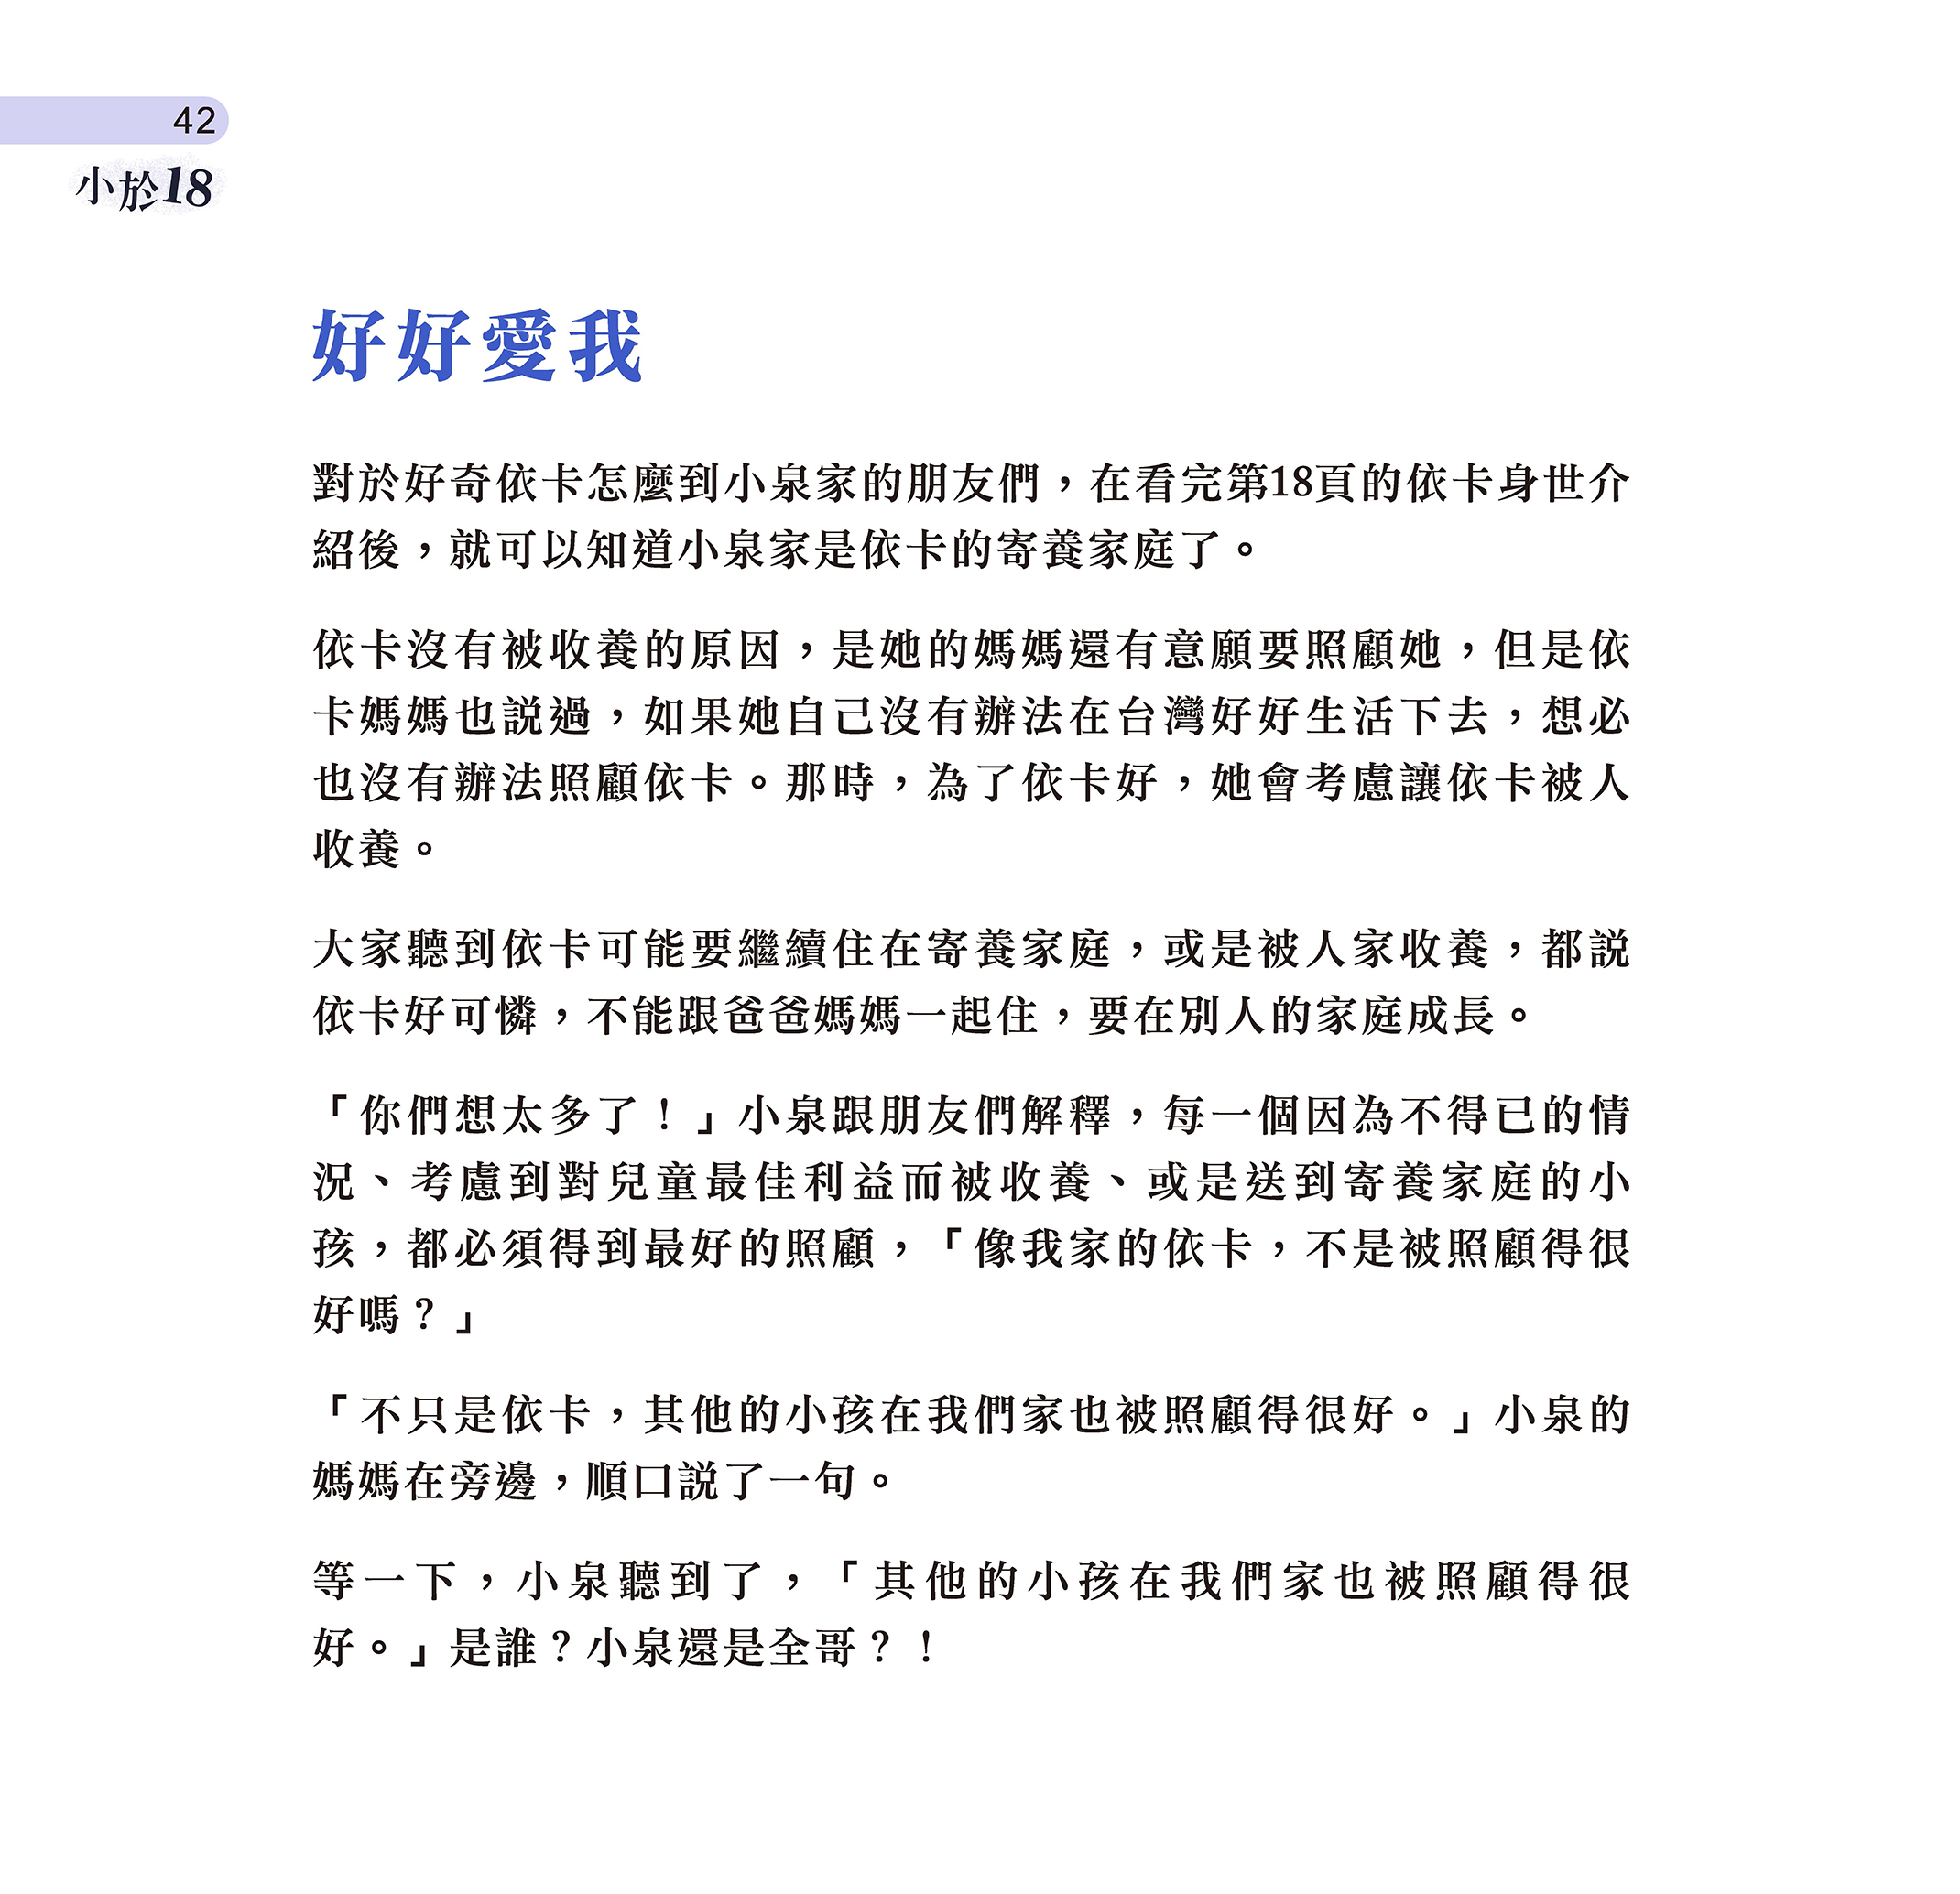 42
小於18
好好愛我
對於好奇依卡怎麼到小泉家的朋友們，在看完第18頁的依卡身世介
紹後，就可以知道小泉家是依卡的寄養家庭了。
依卡沒有被收養的原因，是她的媽媽還有意願要照顧她，但是依
卡媽媽也説過，如果她自己沒有辦法在台灣好好生活下去，想必
也沒有辦法照顧依卡。那時，為了依卡好，她會考慮讓依卡被人
收養。
大家聽到依卡可能要繼續住在寄養家庭，或是被人家收養，都説
依卡好可憐，不能跟爸爸媽媽一起住，要在別人的家庭成長。
「你們想太多了！」小泉跟朋友們解釋，每一個因為不得已的情
況、考慮到對兒童最佳利益而被收養、或是送到寄養家庭的小
孩，都必須得到最好的照顧，「像我家的依卡，不是被照顧得很
好嗎？」
「不只是依卡，其他的小孩在我們家也被照顧得很好。」小泉的
媽媽在旁邊，順口説了一句。
等一下，小泉聽到了，「其他的小孩在我們家也被照顧得很
好。」是誰？小泉還是全哥？！